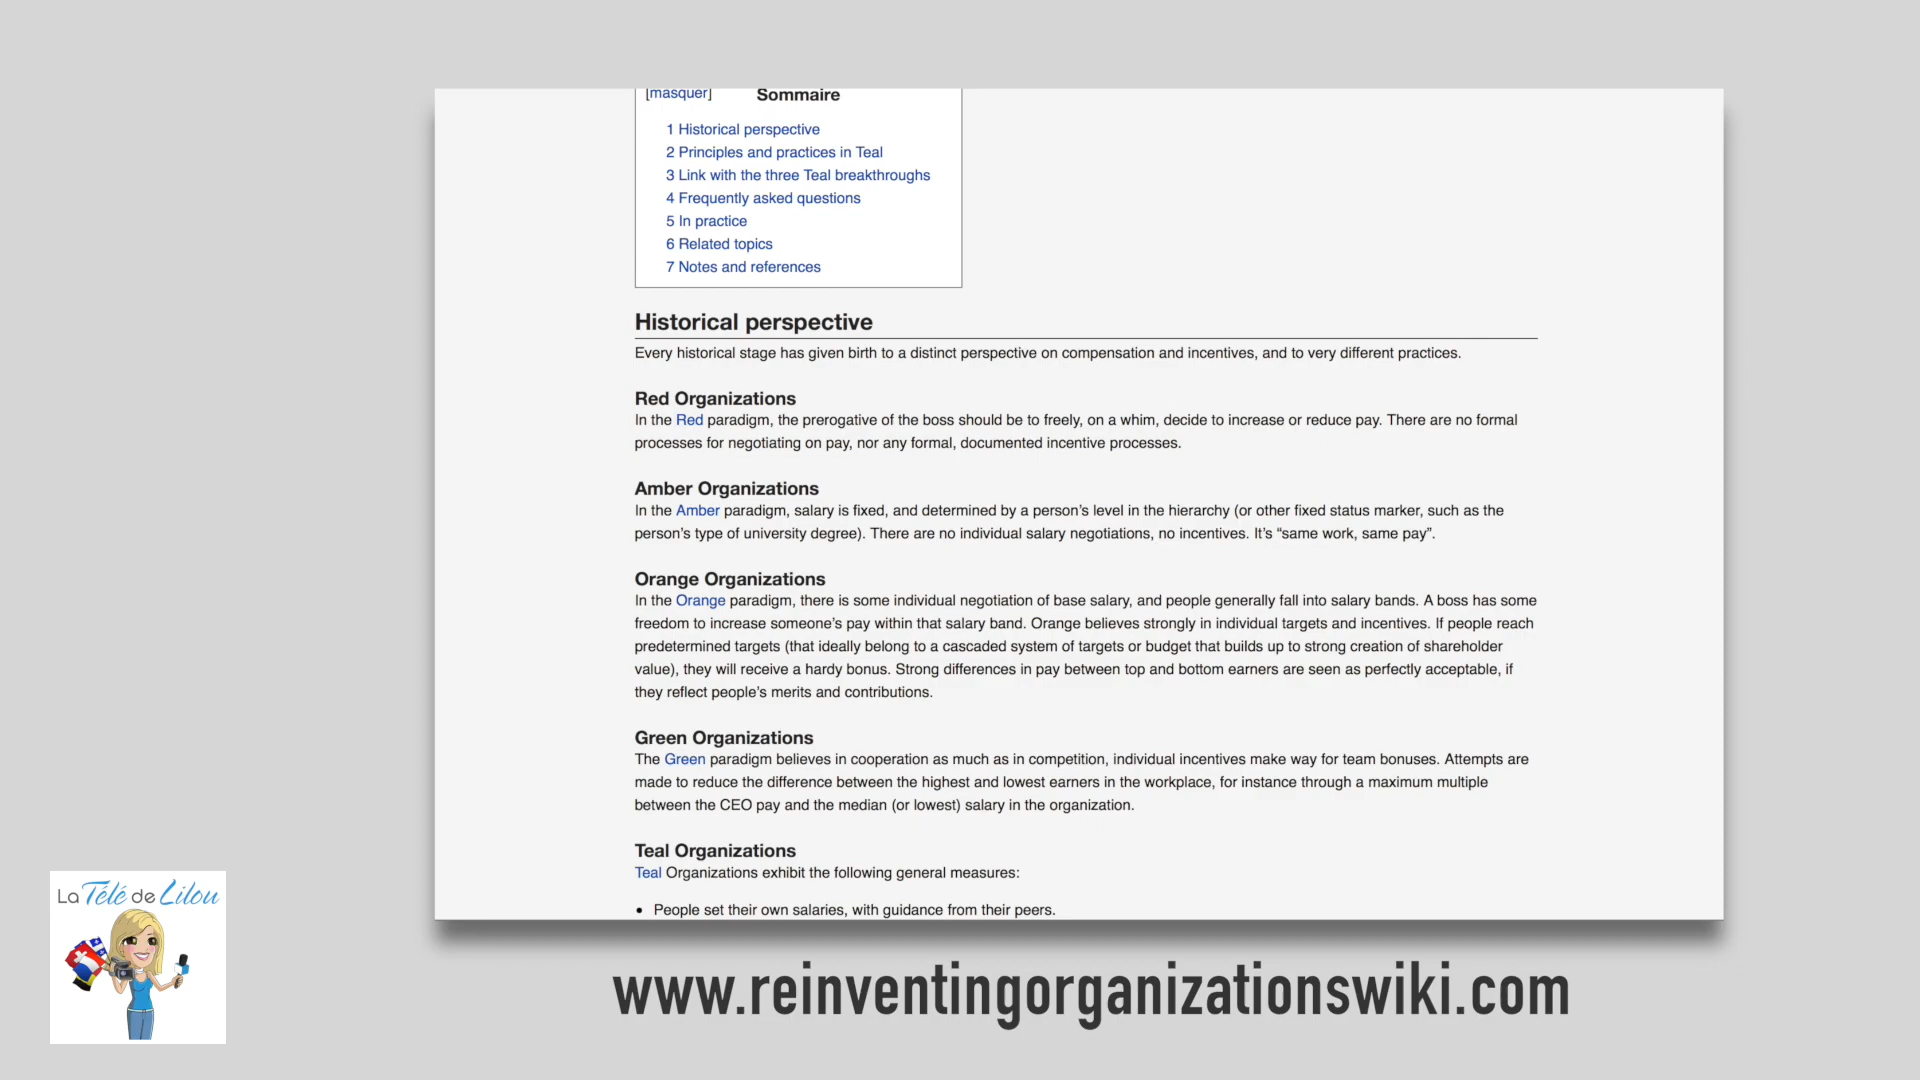 [masquer] Sommaire
1 Historical perspective
2 Principles and practices in Teal
3 Link with the three Teal breakthroughs
4 Frequently asked questions
5 In practice
6 Related topics
7 Notes and references
Historical perspective
Every historical stage has given birth to a distinct perspective on compensation and incentives, and to very different practices.
Red Organizations
In the Red paradigm, the prerogative of the boss should be to freely, on a whim, decide to increase or reduce pay. There are no formal
processes for negotiating on pay, nor any formal, documented incentive processes.
Amber Organizations
In the Amber paradigm, salary is fixed, and determined by a person’s level in the hierarchy (or other fixed status marker, such as the
person’s type of university degree). There are no individual salary negotiations, no incentives. It’s “same work, same pay”.
Orange Organizations
In the Orange paradigm, there is some individual negotiation of base salary, and people generally fall into salary bands. A boss has some
freedom to increase someone’s pay within that salary band. Orange believes strongly in individual targets and incentives. If people reach
predetermined targets (that ideally belong to a cascaded system of targets or budget that builds up to strong creation of shareholder
value), they will receive a hardy bonus. Strong differences in pay between top and bottom earners are seen as perfectly acceptable, if
they reflect people’s merits and contributions.
Green Organizations
The Green paradigm believes in cooperation as much as in competition, individual incentives make way for team bonuses. Attempts are
made to reduce the difference between the highest and lowest earners in the workplace, for instance through a maximum multiple
between the CEO pay and the median (or lowest) salary in the organization.
Teal Organizations
Teal Organizations exhibit the following general measures:
• People set their own salaries, with guidance from their peers.
La Télé de Lilou
www.reinventingorganizationswiki.com